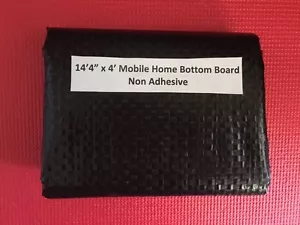 14’4” x 4’ Mobile Home Bottom Board
Non Adhesive